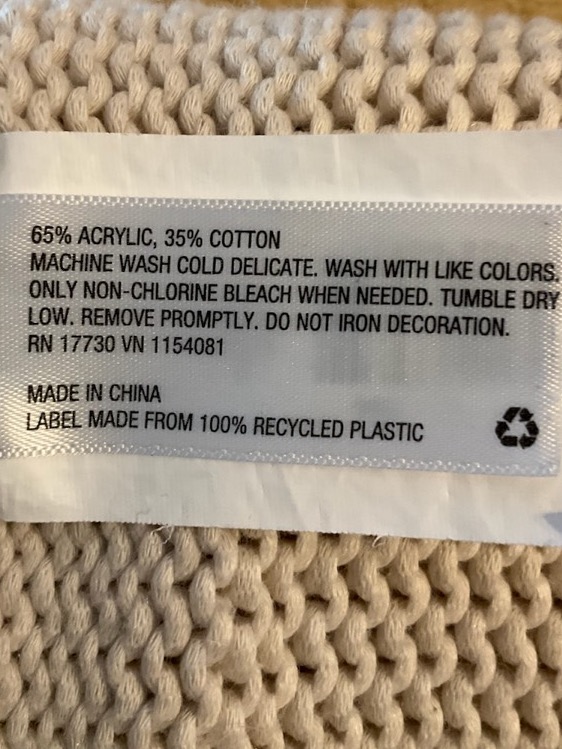 65% ACRYLIC, 35% COTTON
MACHINE WASH COLD DELICATE. WASH WITH LIKE COLORS.
ONLY NON-CHLORINE BLEACH WHEN NEEDED. TUMBLE DRY
LOW. REMOVE PROMPTLY. DO NOT IRON DECORATION.
RN 17730 VN 1154081
MADE IN CHINA
LABEL MADE FROM 100% RECYCLED PLASTIC